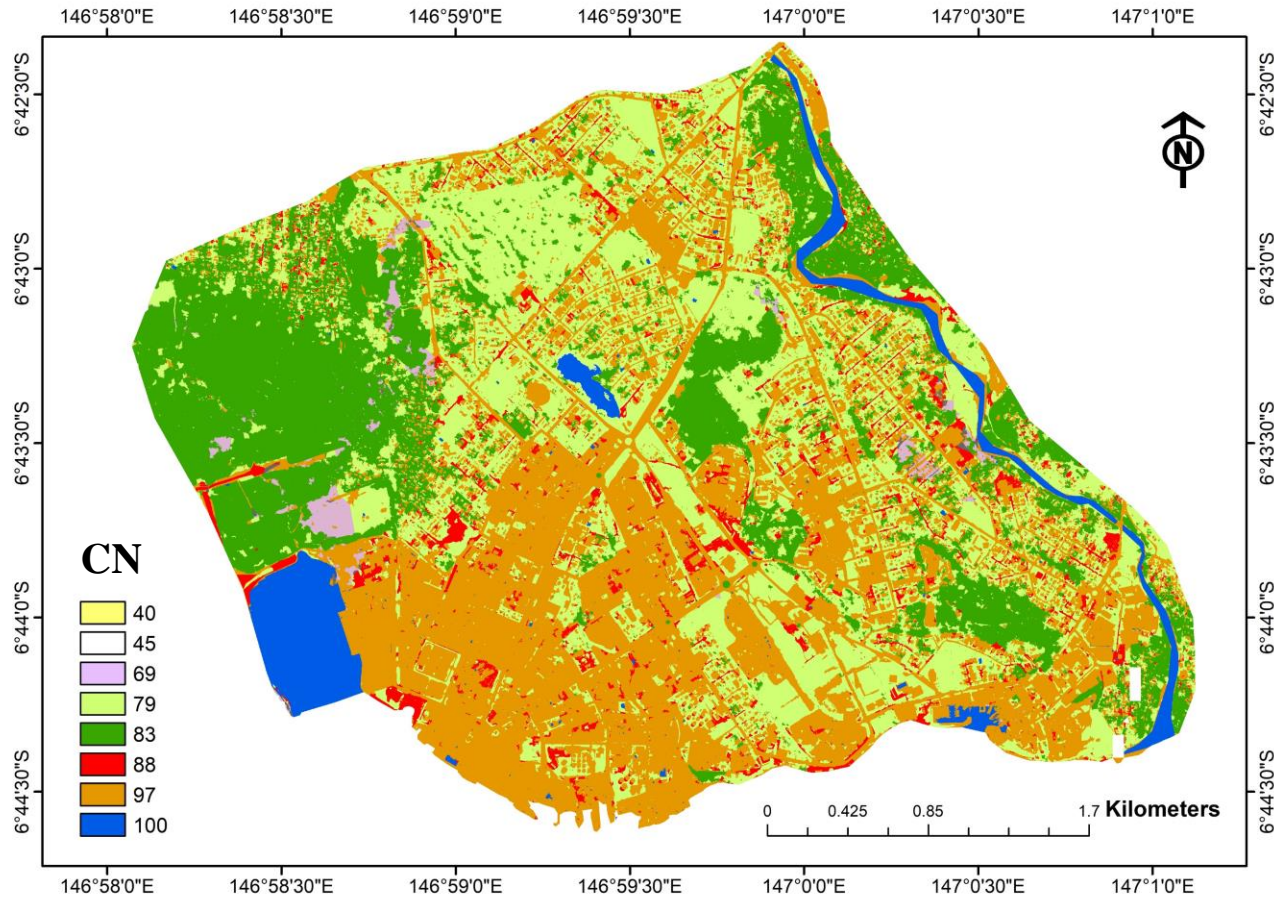 146°58'0"E 146°58'30"E 146°59'0"E 146°59'30"E 147°0'0"E 147°0'30"E 147°1'0"E
6°42'30"S 6°42'30"S
N
6°43'0"S 6°43'0"S
6°43'30"S 6°43'30"S
CN
40
45
69
79
83
88
97
100
6°44'0"S 6°44'0"S
6°44'30"S 6°44'30"S
0 0.425 0.85 1.7 Kilometers
146°58'0"E 146°58'30"E 146°59'0"E 146°59'30"E 147°0'0"E 147°0'30"E 147°1'0"E